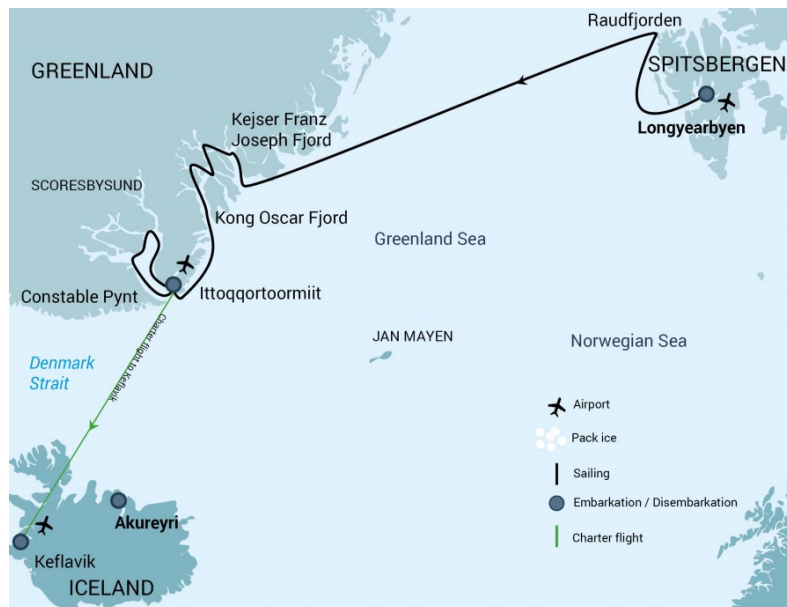 Raudfjorden
GREENLAND
SPITSBERGEN
Longyearbyen
Kejser Franz
Joseph Fjord
SCORESBYSUND
Kong Oscar Fjord
Greenland Sea
Constable Pynt
Ittoqqortoormiit
Charter flight to Keflavik
JAN MAYEN
Norwegian Sea
Denmark
Strait
Airport
Pack ice
Sailing
Embarkation / Disembarkation
Charter flight
Akureyri
Keflavik
ICELAND